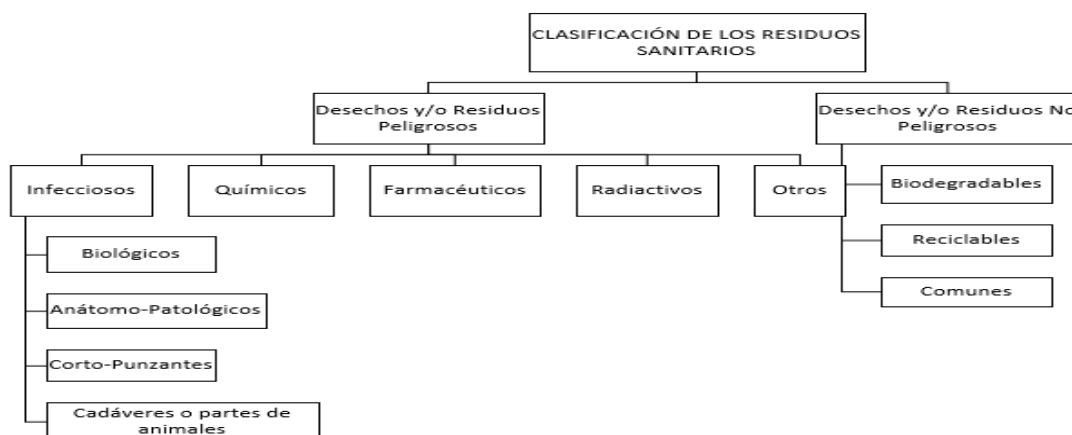 CLASIFICACIÓN DE LOS RESIDUOS
SANITARIOS
Desechos y/o Residuos
Peligrosos
Desechos y/o Residuos No
Peligrosos
Infecciosos
Químicos
Farmacéuticos
Radiactivos
Otros
Biológicos
Anátomo-Patológicos
Corto-Punzantes
Cadáveres o partes de
animales
Biodegradables
Reciclables
Comunes